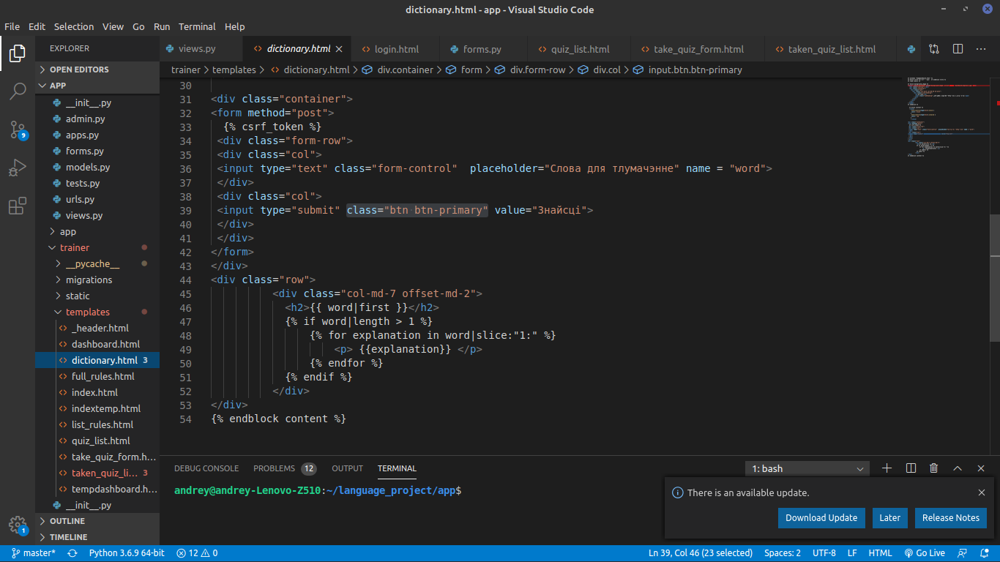 dictionary.html - app - Visual Studio Code
File Edit Selection View Go Run Terminal Help
EXPLORER
OPEN EDITORS
APP
__init__.py
admin.py
apps.py
forms.py
models.py
tests.py
urls.py
views.py
app
trainer
__pycache__
migrations
static
templates
_header.html
dashboard.html
dictionary.html 3
full_rules.html
index.html
indextemp.html
list_rules.html
quiz_list.html
take_quiz_form.h...
taken_quiz_li... 3
tempdashboard.h...
__init__.py
OUTLINE
TIMELINE
9
1
views.py dictionary.html login.html forms.py quiz_list.html take_quiz_form.html taken_quiz_list.html
trainer > templates > dictionary.html > div.container > form > div.form-row > div.col > input.btn.btn-primary
30
31 <div class="container">
32 <form method="post">
33 {% csrf_token %}
34 <div class="form-row">
35 <div class="col">
36 <input type="text" class="form-control"  placeholder="Слова для тлумачэнне" name = "word">
37 </div>
38 <div class="col">
39 <input type="submit" class="btn btn-primary" value="Знайсці">
40 </div>
41 </div>
42 </form>
43 </div>
44 <div class="row">
45 <div class="col-md-7 offset-md-2">
46 <h2>{{ word|first }}</h2>
47 {% if word|length > 1 %}
48 {% for explanation in word|slice:"1:" %}
49 <p> {{explanation}} </p>
50 {% endfor %}
51 {% endif %}
52 </div>
53 </div>
54 {% endblock content %}
DEBUG CONSOLE PROBLEMS 12 OUTPUT TERMINAL 1: bash
andrey@andrey-Lenovo-Z510:~/language_project/app$
There is an available update.
Download Update Later Release Notes
master* Python 3.6.9 64-bit 12 0 Ln 39, Col 46 (23 selected) Spaces: 2 UTF-8 LF HTML Go Live